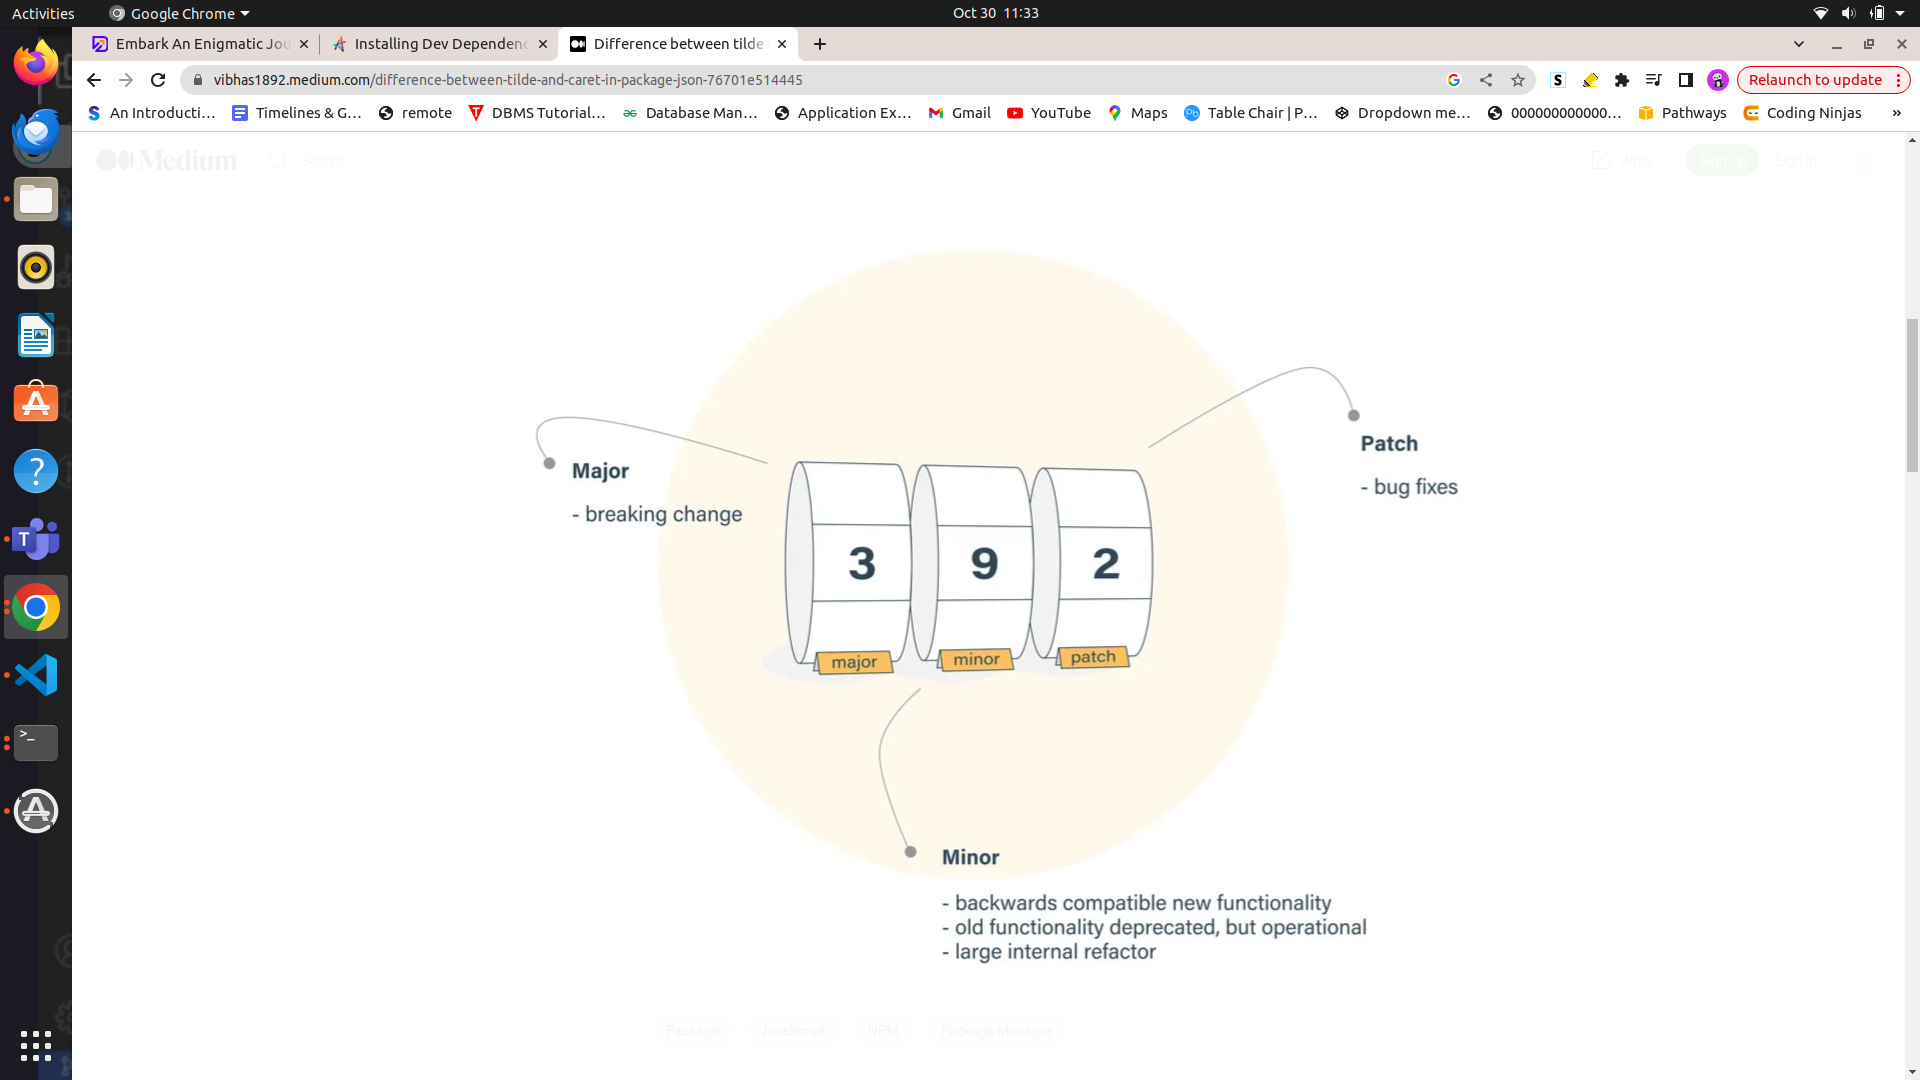 Activities
Google Chrome
Oct 30 11:33
Embark An Enigmatic Jou
Installing Dev Dependenc
Difference between tilde
vibhas1892.medium.com/difference-between-tilde-and-caret-in-package-json-76701e514445
Relaunch to update
An Introducti…
Timelines & G…
remote
DBMS Tutorial…
Database Man…
Application Ex…
Gmail
YouTube
Maps
Table Chair | P…
Dropdown me…
000000000000…
Pathways
Coding Ninjas
»
Medium
Search
Write
Sign up
Sign in
Major
- breaking change
Patch
- bug fixes
3 9 2
major minor patch
Minor
- backwards compatible new functionality
- old functionality deprecated, but operational
- large internal refactor
Package
JavaScript
NPM
Package Manager